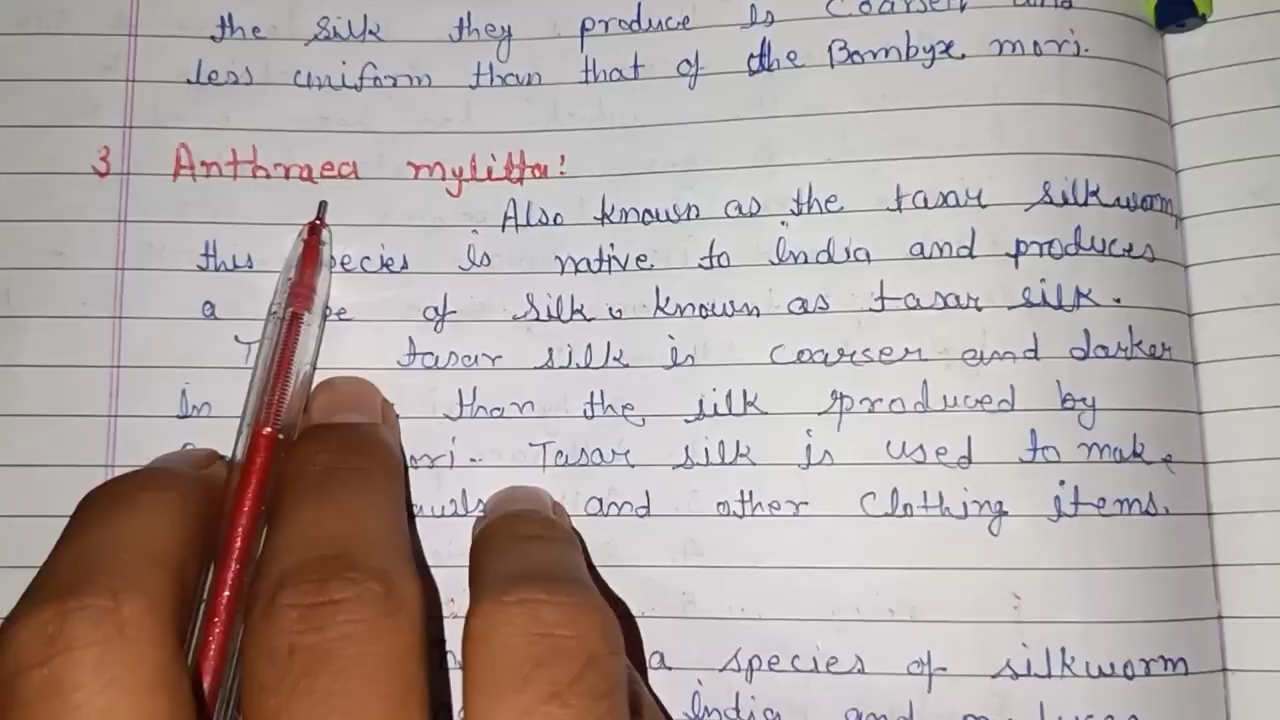 the silk they produce is coarser, and
less uniform than that of the Bombyx mori.
3 Anthraea mylitta:
Also known as the tasar silkworm,
this species is native to India and produces
a of silk known as tasar silk.
tasar silk is coarser and darker
In than the silk produced by
Tasar silk is used to make
and other clothing items.
a species of silkworm
India and